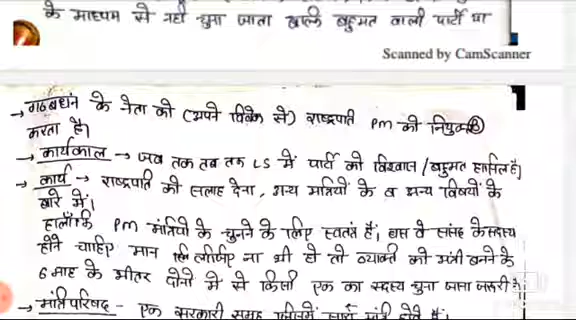 के माध्यम से नहीं चुना जाता बल्कि बहुमत वाली पार्टी या
Scanned by CamScanner
→ गठबंधन के नेता को (अपने विवेक से) राष्ट्रपति PM को नियुक्त
करता है।
→ कार्यकाल → जब तक तब तक LS में पार्टी को विश्वास / बहुमत हासिल है।
→ कार्य → राष्ट्रपति को सलाह देना, अन्य मंत्रियों के व अन्य विषयों के
बारे में।
हालाँकि PM मंत्रियों के चुनने के लिए स्वतंत्र हैं। बस वे सांसद के सदस्य
होने चाहिए मान लीजिए ना भी हो तो व्यक्ति को मंत्री बनने के
6 माह के भीतर दोनो में से किसी एक का सदस्य चुना जाना जरूरी है
→ मंत्रिपरिषद - एक सरकारी समूह जिसमें सारे मंत्री होते हैं।